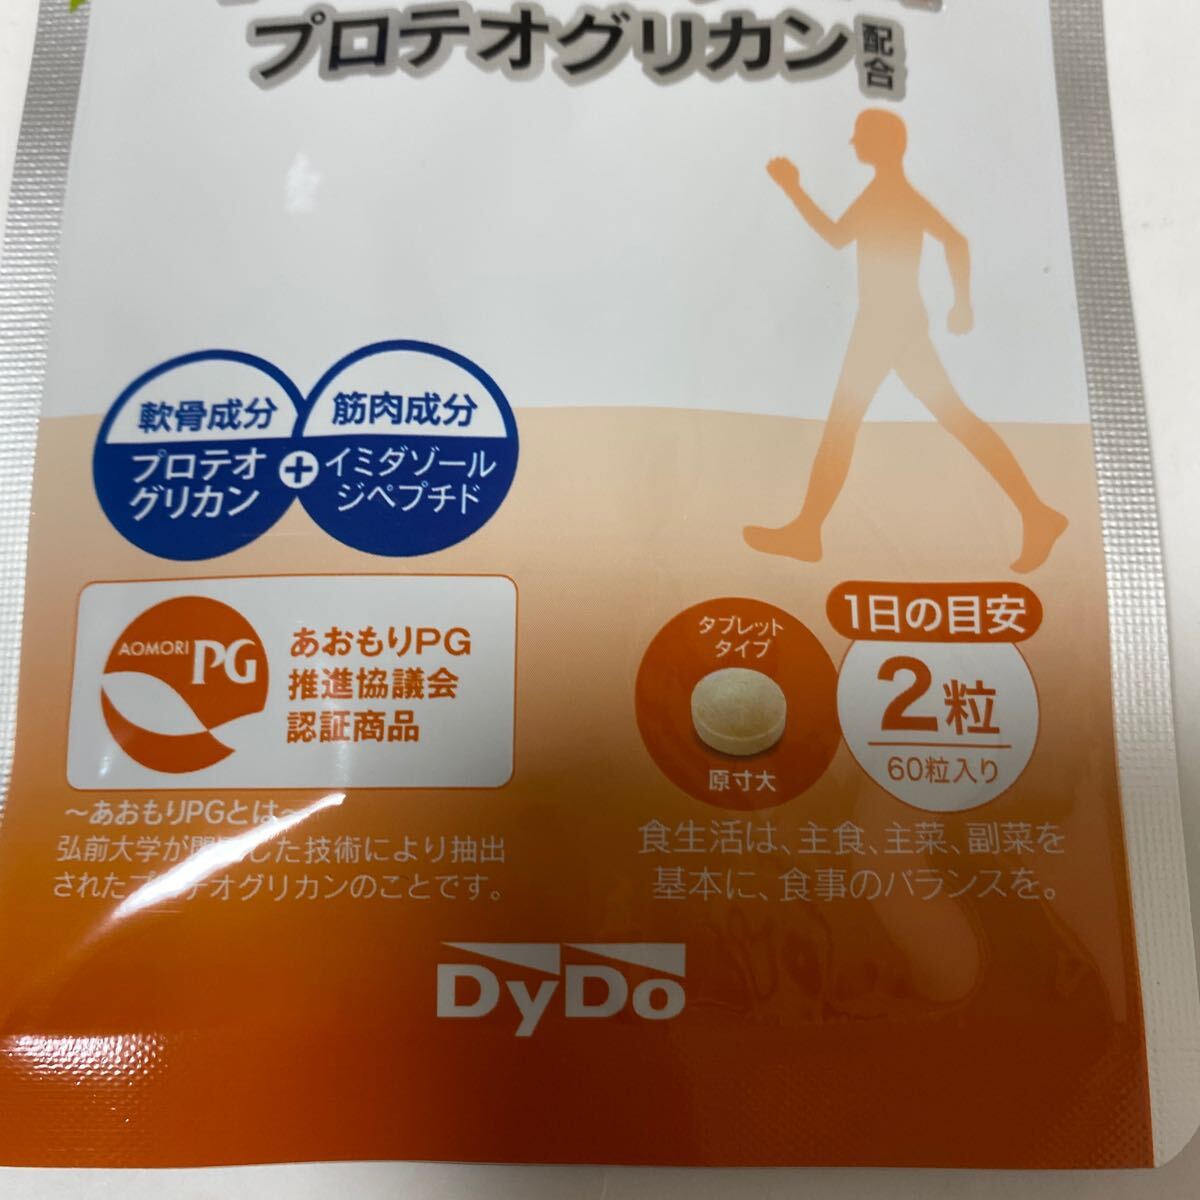 プロテオグリカン配合
軟骨成分
プロテオ
グリカン
+
筋肉成分
イミダゾール
ジペプチド
AOMORI PG
あおもりPG
推進協議会
認証商品
～あおもりPGとは～
弘前大学が開発した技術により抽出
されたプロテオグリカンのことです。
タブレット
タイプ
原寸大
1日の目安
2粒
60粒入り
食生活は、主食、主菜、副菜を
基本に、食事のバランスを。
DyDo